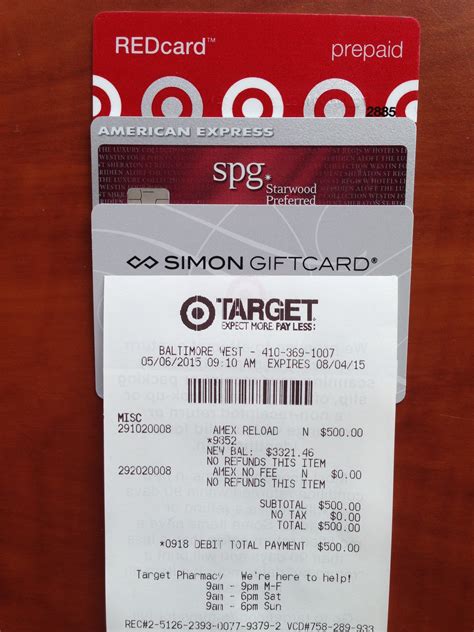 REDcard™ prepaid
2885
AMERICAN EXPRESS
spg®
Starwood
Preferred
SIMON GIFTCARD®
TARGET
EXPECT MORE. PAY LESS.
BALTIMORE WEST - 410-369-1007
05/06/2015 09:10 AM EXPIRES 08/04/15
MISC
291020008 AMEX RELOAD N $500.00
*9852
NEW BAL: $3321.46
NO REFUNDS THIS ITEM
292020008 AMEX NO FEE N $0.00
NO REFUNDS THIS ITEM
SUBTOTAL $500.00
NO TAX $0.00
TOTAL $500.00
*0918 DEBIT TOTAL PAYMENT $500.00
Target Pharmacy We're here to help!
9am - 9pm M-F
9am - 6pm Sat
9am - 6pm Sun
REC#2-5126-2393-0077-9379-2 VCD#758-289-933